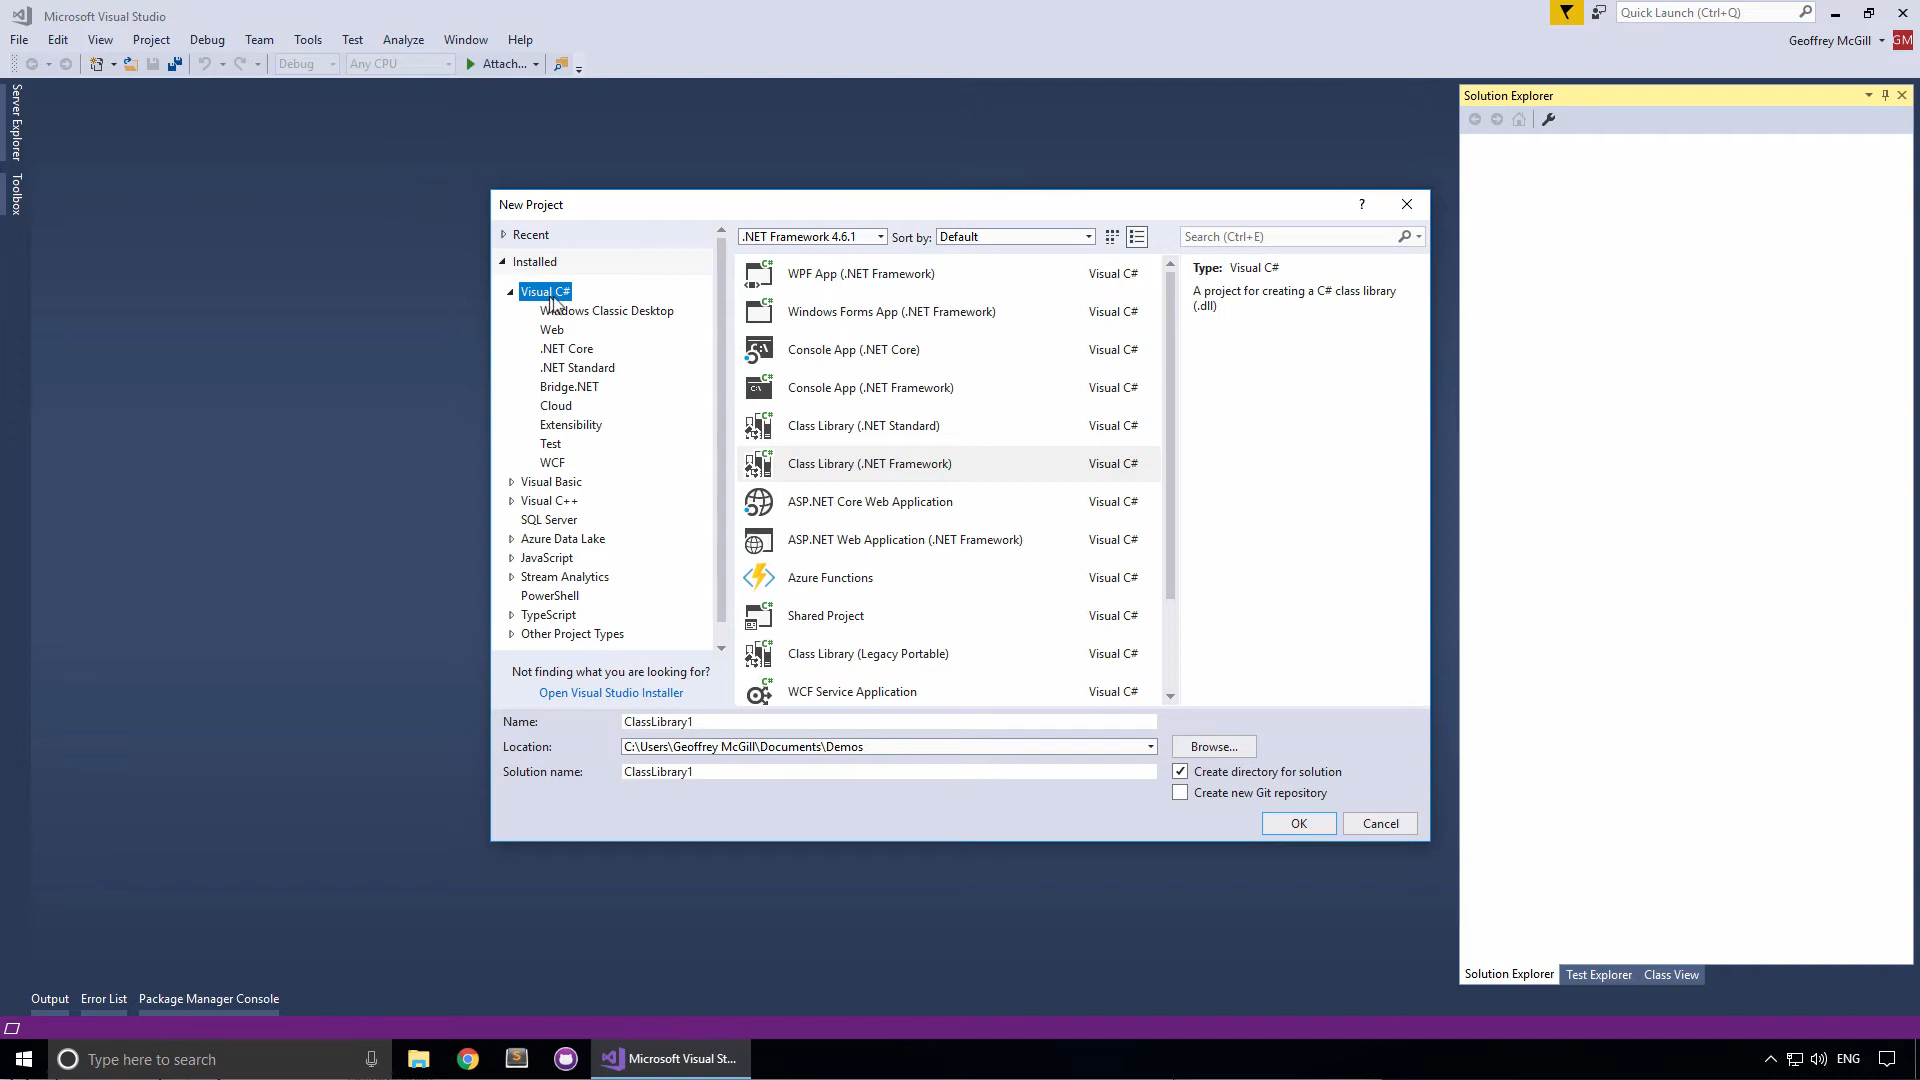 Microsoft Visual Studio
Quick Launch (Ctrl+Q)
File Edit View Project Debug Team Tools Test Analyze Window Help
Geoffrey McGill GM
Debug Any CPU Attach...
Server Explorer
Toolbox
Solution Explorer
New Project
?
Recent
.NET Framework 4.6.1 Sort by: Default
Search (Ctrl+E)
Installed
Visual C#
Windows Classic Desktop
Web
.NET Core
.NET Standard
Bridge.NET
Cloud
Extensibility
Test
WCF
Visual Basic
Visual C++
SQL Server
Azure Data Lake
JavaScript
Stream Analytics
PowerShell
TypeScript
Other Project Types
Not finding what you are looking for?
Open Visual Studio Installer
WPF App (.NET Framework) Visual C#
Windows Forms App (.NET Framework) Visual C#
Console App (.NET Core) Visual C#
Console App (.NET Framework) Visual C#
Class Library (.NET Standard) Visual C#
Class Library (.NET Framework) Visual C#
ASP.NET Core Web Application Visual C#
ASP.NET Web Application (.NET Framework) Visual C#
Azure Functions Visual C#
Shared Project Visual C#
Class Library (Legacy Portable) Visual C#
WCF Service Application Visual C#
Type: Visual C#
A project for creating a C# class library
(.dll)
Name: ClassLibrary1
Location: C:\Users\Geoffrey McGill\Documents\Demos
Browse...
Solution name: ClassLibrary1
Create directory for solution
Create new Git repository
OK Cancel
Solution Explorer Test Explorer Class View
Output Error List Package Manager Console
Type here to search
Microsoft Visual St...
ENG